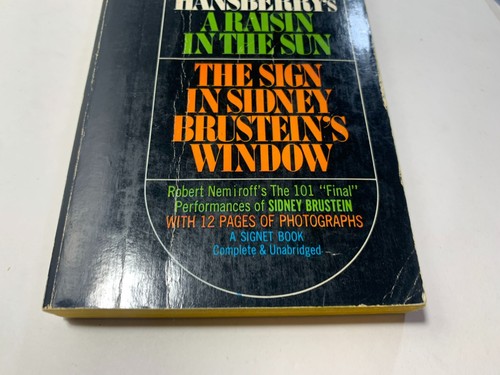 HANSBERRY's
A RAISIN
IN THE SUN
THE SIGN
IN SIDNEY
BRUSTEIN'S
WINDOW
Robert Nemiroff's The 101 "Final"
Performances of SIDNEY BRUSTEIN
WITH 12 PAGES OF PHOTOGRAPHS
A SIGNET BOOK
Complete & Unabridged